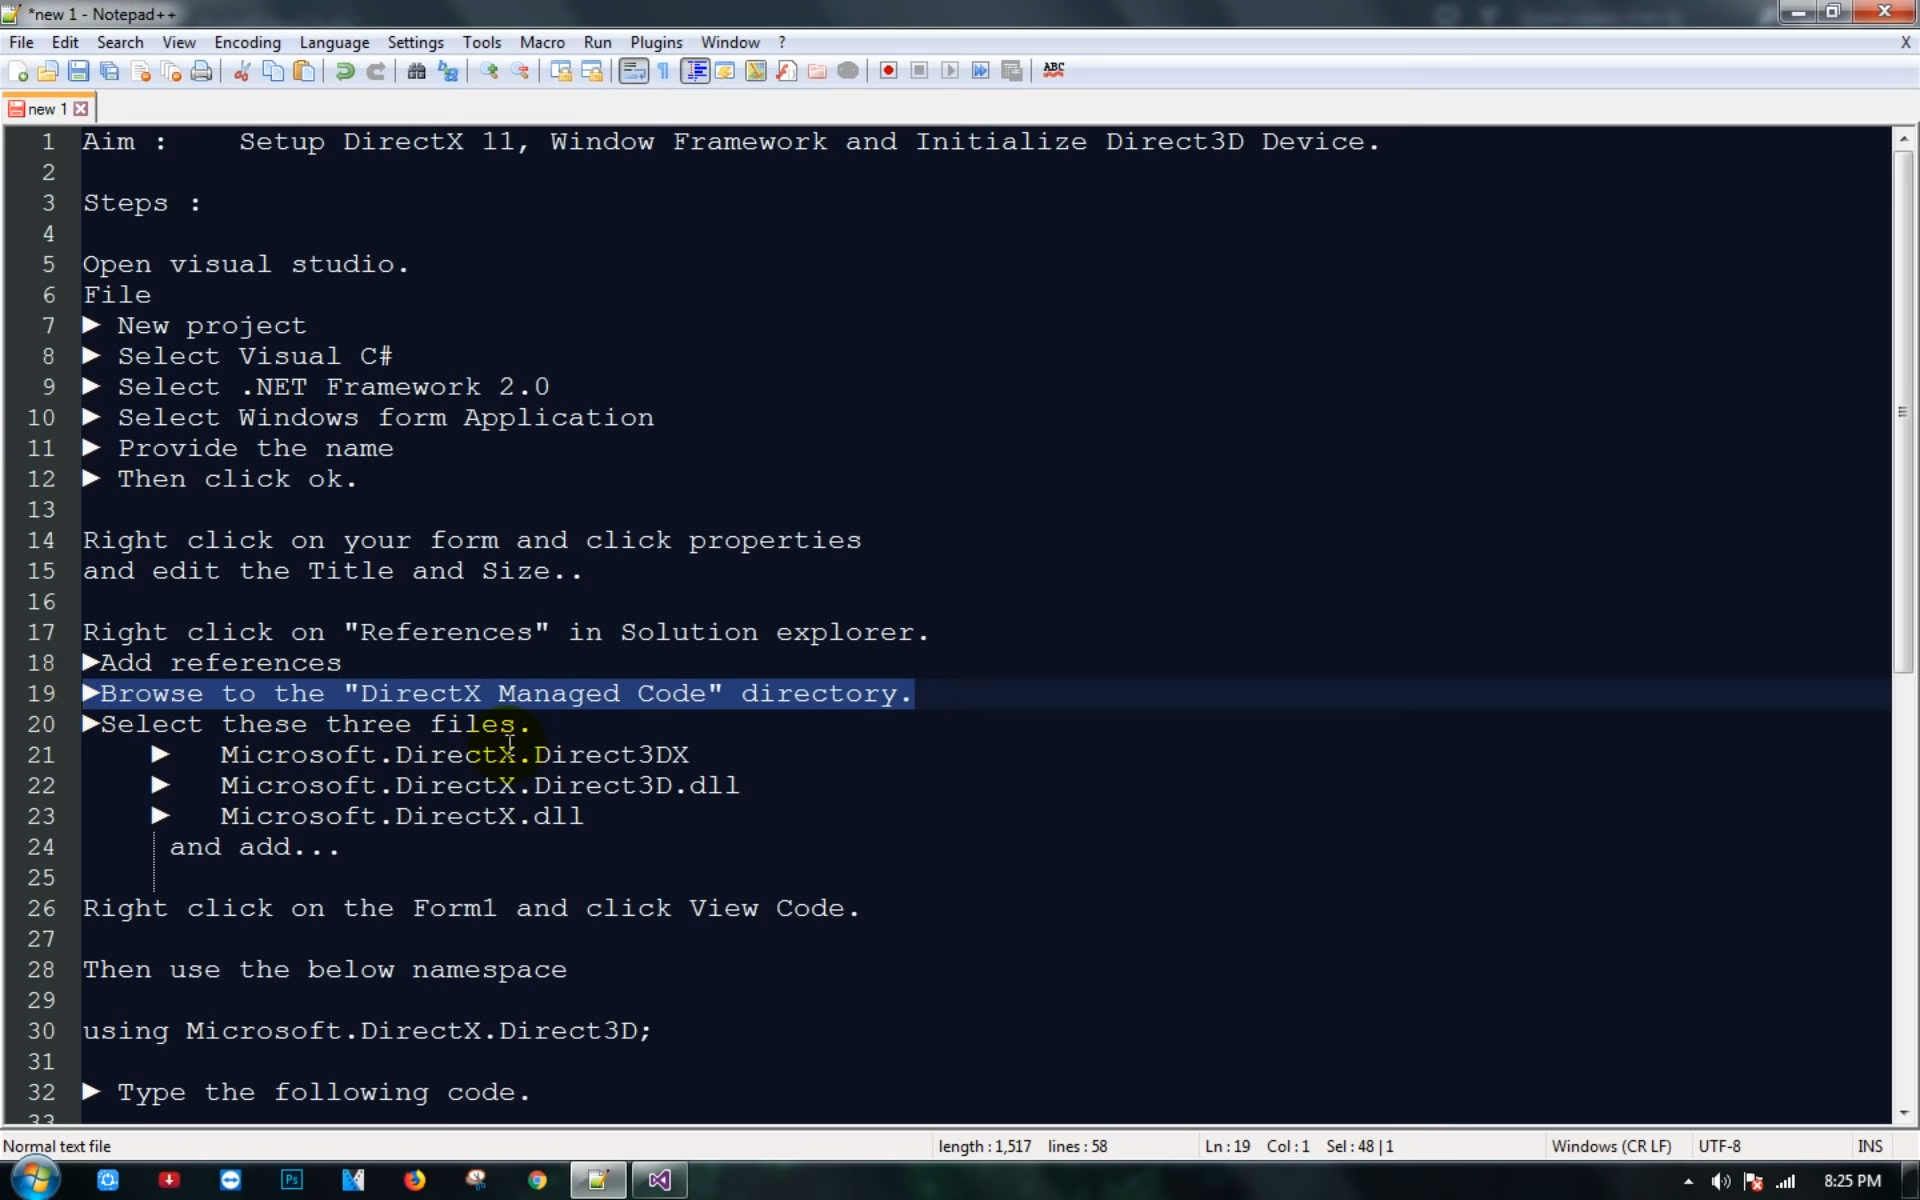 *new 1 - Notepad++
File Edit Search View Encoding Language Settings Tools Macro Run Plugins Window ? X
ABC
new 1
1 Aim : Setup DirectX 11, Window Framework and Initialize Direct3D Device.
2
3 Steps :
4
5 Open visual studio.
6 File
7 ► New project
8 ► Select Visual C#
9 ► Select .NET Framework 2.0
10 ► Select Windows form Application
11 ► Provide the name
12 ► Then click ok.
13
14 Right click on your form and click properties
15 and edit the Title and Size..
16
17 Right click on "References" in Solution explorer.
18 ►Add references
19 ►Browse to the "DirectX Managed Code" directory.
20 ►Select these three files.
21 ► Microsoft.DirectX.Direct3DX
22 ► Microsoft.DirectX.Direct3D.dll
23 ► Microsoft.DirectX.dll
24 and add...
25
26 Right click on the Form1 and click View Code.
27
28 Then use the below namespace
29
30 using Microsoft.DirectX.Direct3D;
31
32 ► Type the following code.
33
Normal text file length : 1,517 lines : 58 Ln : 19 Col : 1 Sel : 48 | 1 Windows (CR LF) UTF-8 INS
Ps 8:25 PM